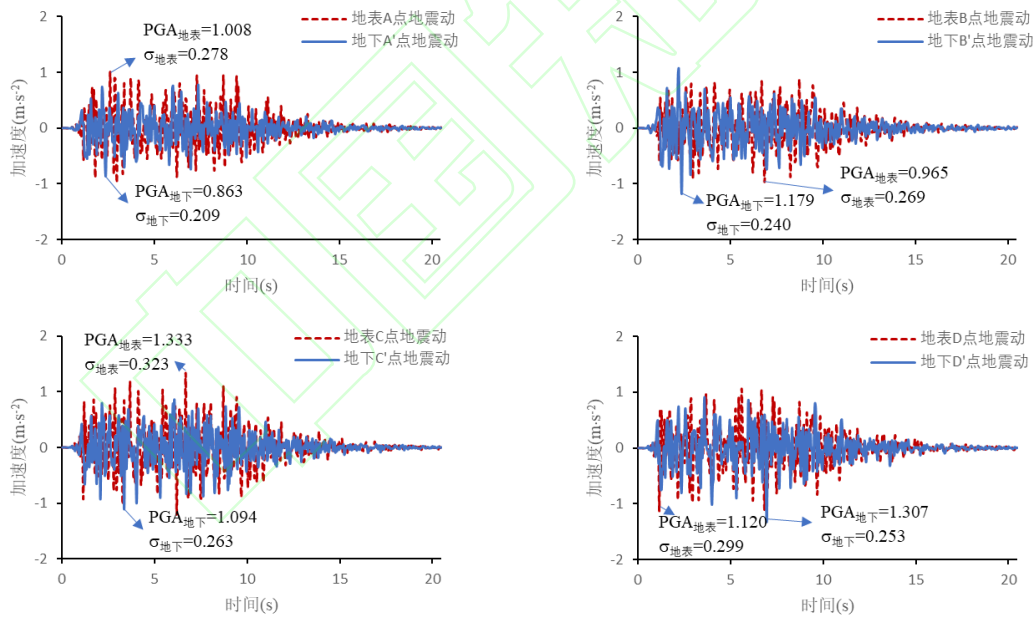 地表A点地震动
地下A'点地震动
PGA地表=1.008
σ地表=0.278
PGA地下=0.863
σ地下=0.209
加速度(m·s-2)
2
1
0
-1
-2
0 5 10 15 20
时间(s)
地表B点地震动
地下B'点地震动
PGA地表=0.965
σ地表=0.269
PGA地下=1.179
σ地下=0.240
加速度(m·s-2)
2
1
0
-1
-2
0 5 10 15 20
时间(s)
地表C点地震动
地下C'点地震动
PGA地表=1.333
σ地表=0.323
PGA地下=1.094
σ地下=0.263
加速度(m·s-2)
2
1
0
-1
-2
0 5 10 15 20
时间(s)
地表D点地震动
地下D'点地震动
PGA地表=1.120
σ地表=0.299
PGA地下=1.307
σ地下=0.253
加速度(m·s-2)
2
1
0
-1
-2
0 5 10 15 20
时间(s)